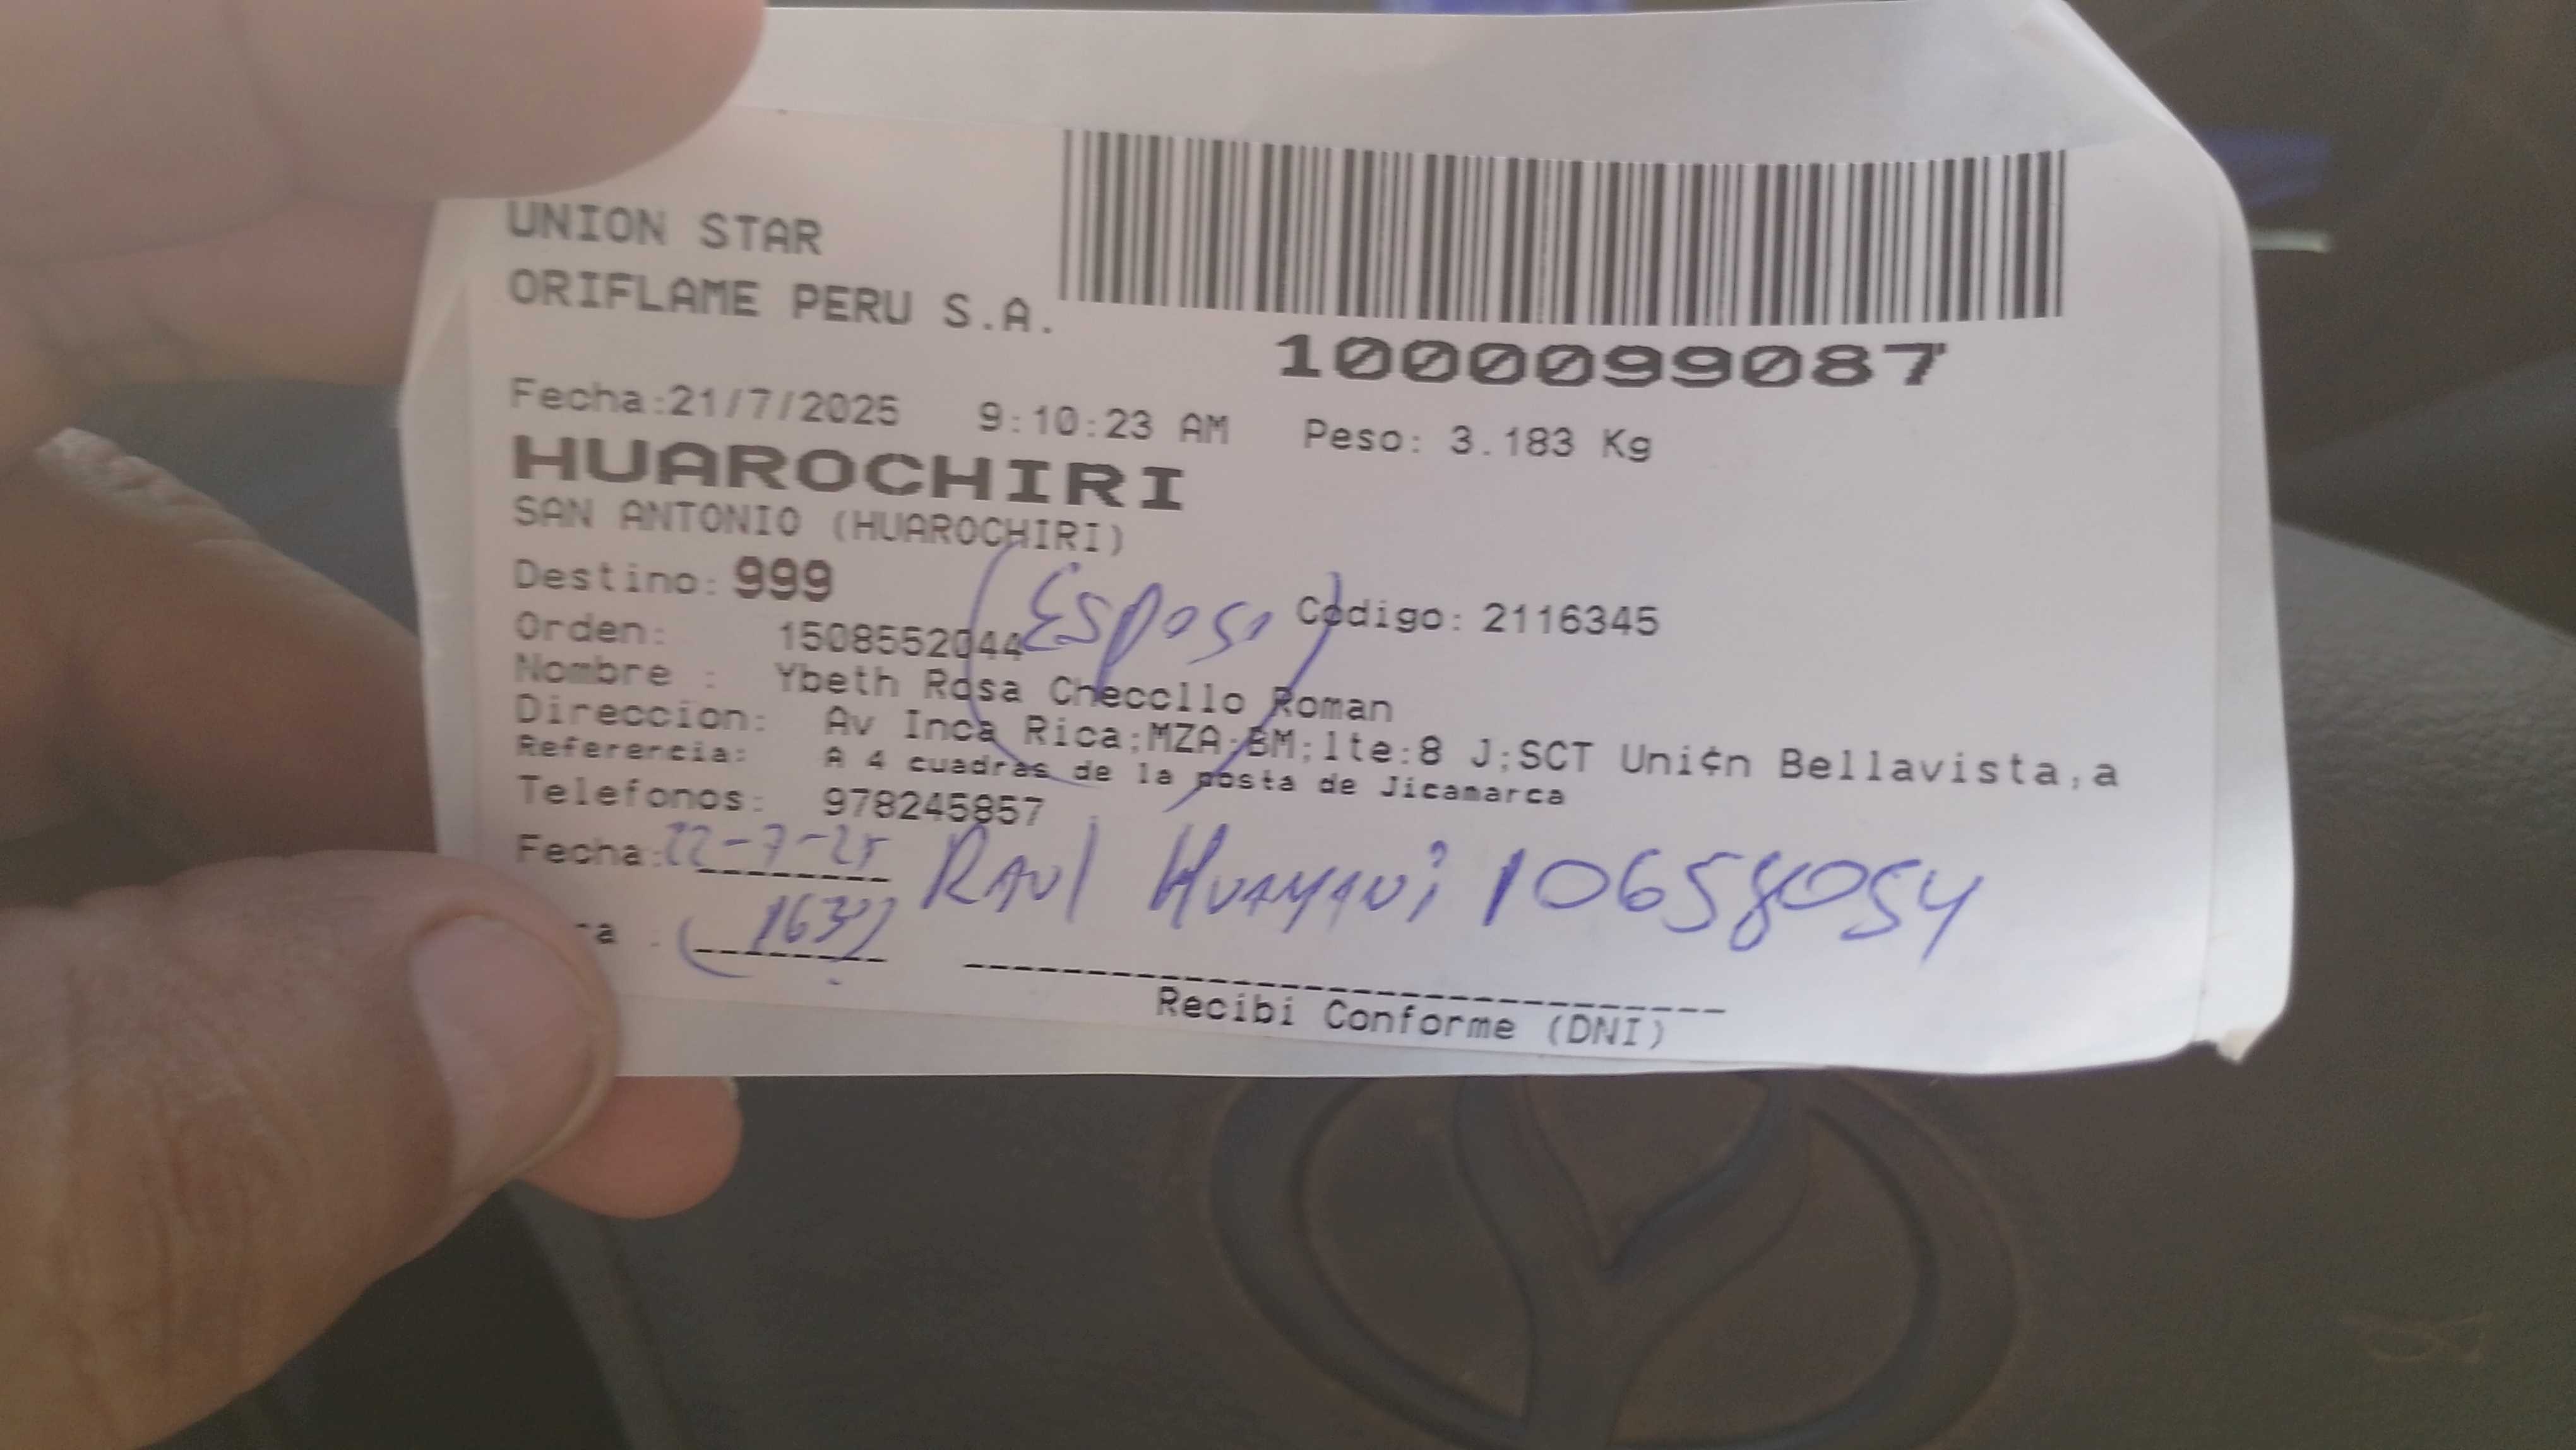 UNION STAR
ORIFLAME PERU S.A.
1000099087
Fecha:21/7/2025 9:10:23 AM Peso: 3.183 Kg
HUAROCHIRI
SAN ANTONIO (HUAROCHIRI)
Destino: 999
(Esposo) Codigo: 2116345
Orden: 1508552044
Nombre : Ybeth Rosa Checcllo Roman
Direccion: Av Inca Rica;MZA;BM;lte:8 J;SCT Uni¢n Bellavista,a
Referencia: A 4 cuadras de la posta de Jicamarca
Telefonos: 978245857
Fecha: 22-7-25 RAUl HUAMANi 10658054
ra :
Recibi Conforme (DNI)